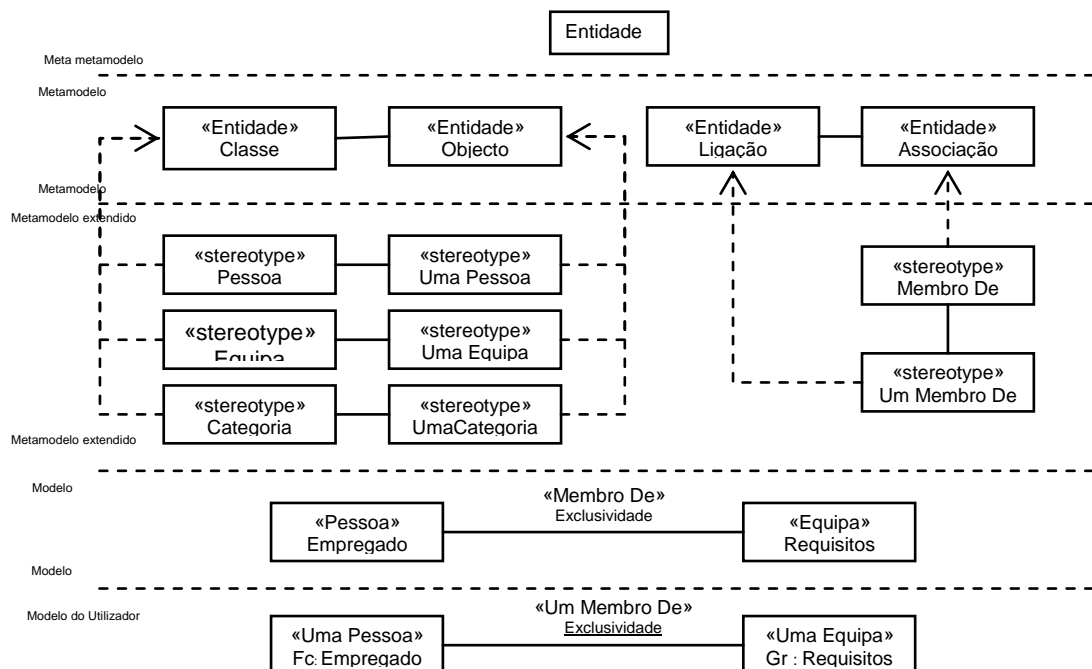 Entidade
Meta metamodelo
Metamodelo
«Entidade»
Classe
«Entidade»
Objecto
«Entidade»
Ligação
«Entidade»
Associação
Metamodelo
Metamodelo extendido
«stereotype»
Pessoa
«stereotype»
Uma Pessoa
«stereotype»
Membro De
«stereotype»
Equipa
«stereotype»
Uma Equipa
«stereotype»
Um Membro De
«stereotype»
Categoria
«stereotype»
UmaCategoria
Metamodelo extendido
Modelo
«Membro De»
Exclusividade
«Pessoa»
Empregado
«Equipa»
Requisitos
Modelo
Modelo do Utilizador
«Um Membro De»
Exclusividade
«Uma Pessoa»
Fc: Empregado
«Uma Equipa»
Gr : Requisitos